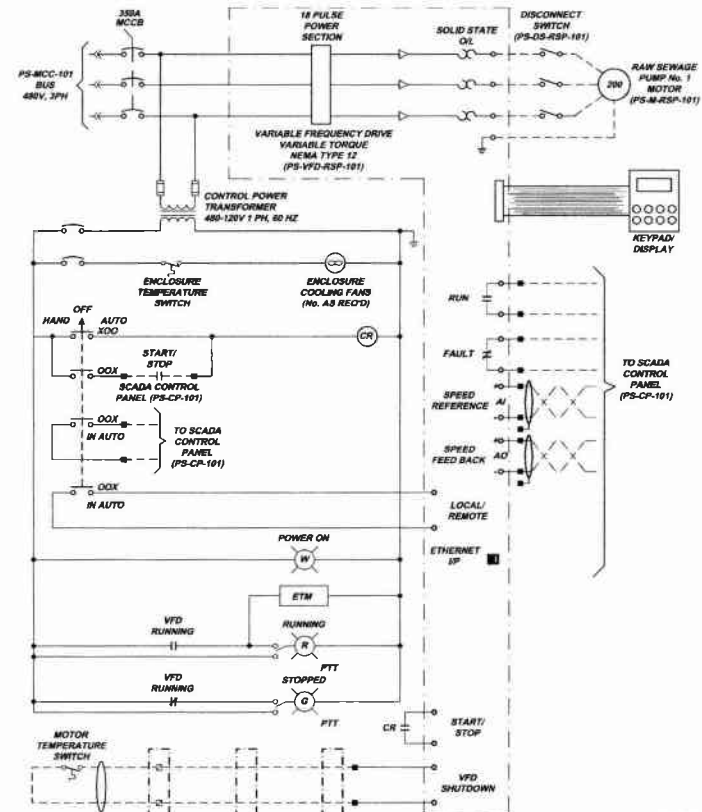 350A
MCCB
18 PULSE
POWER
SECTION
SOLID STATE
O/L
DISCONNECT
SWITCH
(PS-DS-RSP-101)
PS-MCC-101
BUS
480V, 3PH
200
RAW SEWAGE
PUMP No. 1
MOTOR
(PS-M-RSP-101)
VARIABLE FREQUENCY DRIVE
VARIABLE TORQUE
NEMA TYPE 12
(PS-VFD-RSP-101)
CONTROL POWER
TRANSFORMER
480-120V 1 PH, 60 HZ
KEYPAD/
DISPLAY
ENCLOSURE
TEMPERATURE
SWITCH
ENCLOSURE
COOLING FANS
(No. AS REQ'D)
OFF
HAND
AUTO
XOO
CR
START/
STOP
OOX
SCADA CONTROL
PANEL (PS-CP-101)
OOX
IN AUTO
TO SCADA
CONTROL
PANEL
(PS-CP-101)
OOX
IN AUTO
RUN
FAULT
SPEED
REFERENCE
AI
SPEED
FEED BACK
AO
TO SCADA
CONTROL
PANEL
(PS-CP-101)
LOCAL/
REMOTE
ETHERNET
I/P
POWER ON
W
ETM
VFD
RUNNING
RUNNING
R
PTT
VFD
RUNNING
STOPPED
G
PTT
CR
START/
STOP
MOTOR
TEMPERATURE
SWITCH
VFD
SHUTDOWN